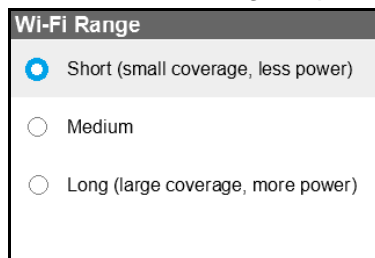 Wi-Fi Range
Short (small coverage, less power)
Medium
Long (large coverage, more power)